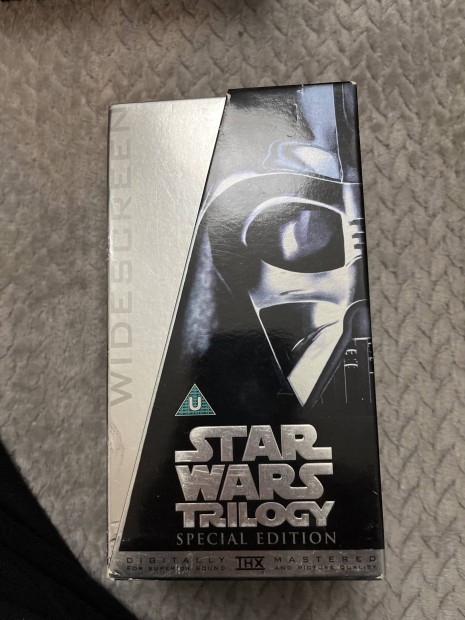 WIDESCREEN
U
STAR
WARS
TRILOGY
SPECIAL EDITION
DIGITALLY THX MASTERED
FOR SUPERIOR SOUND AND PICTURE QUALITY